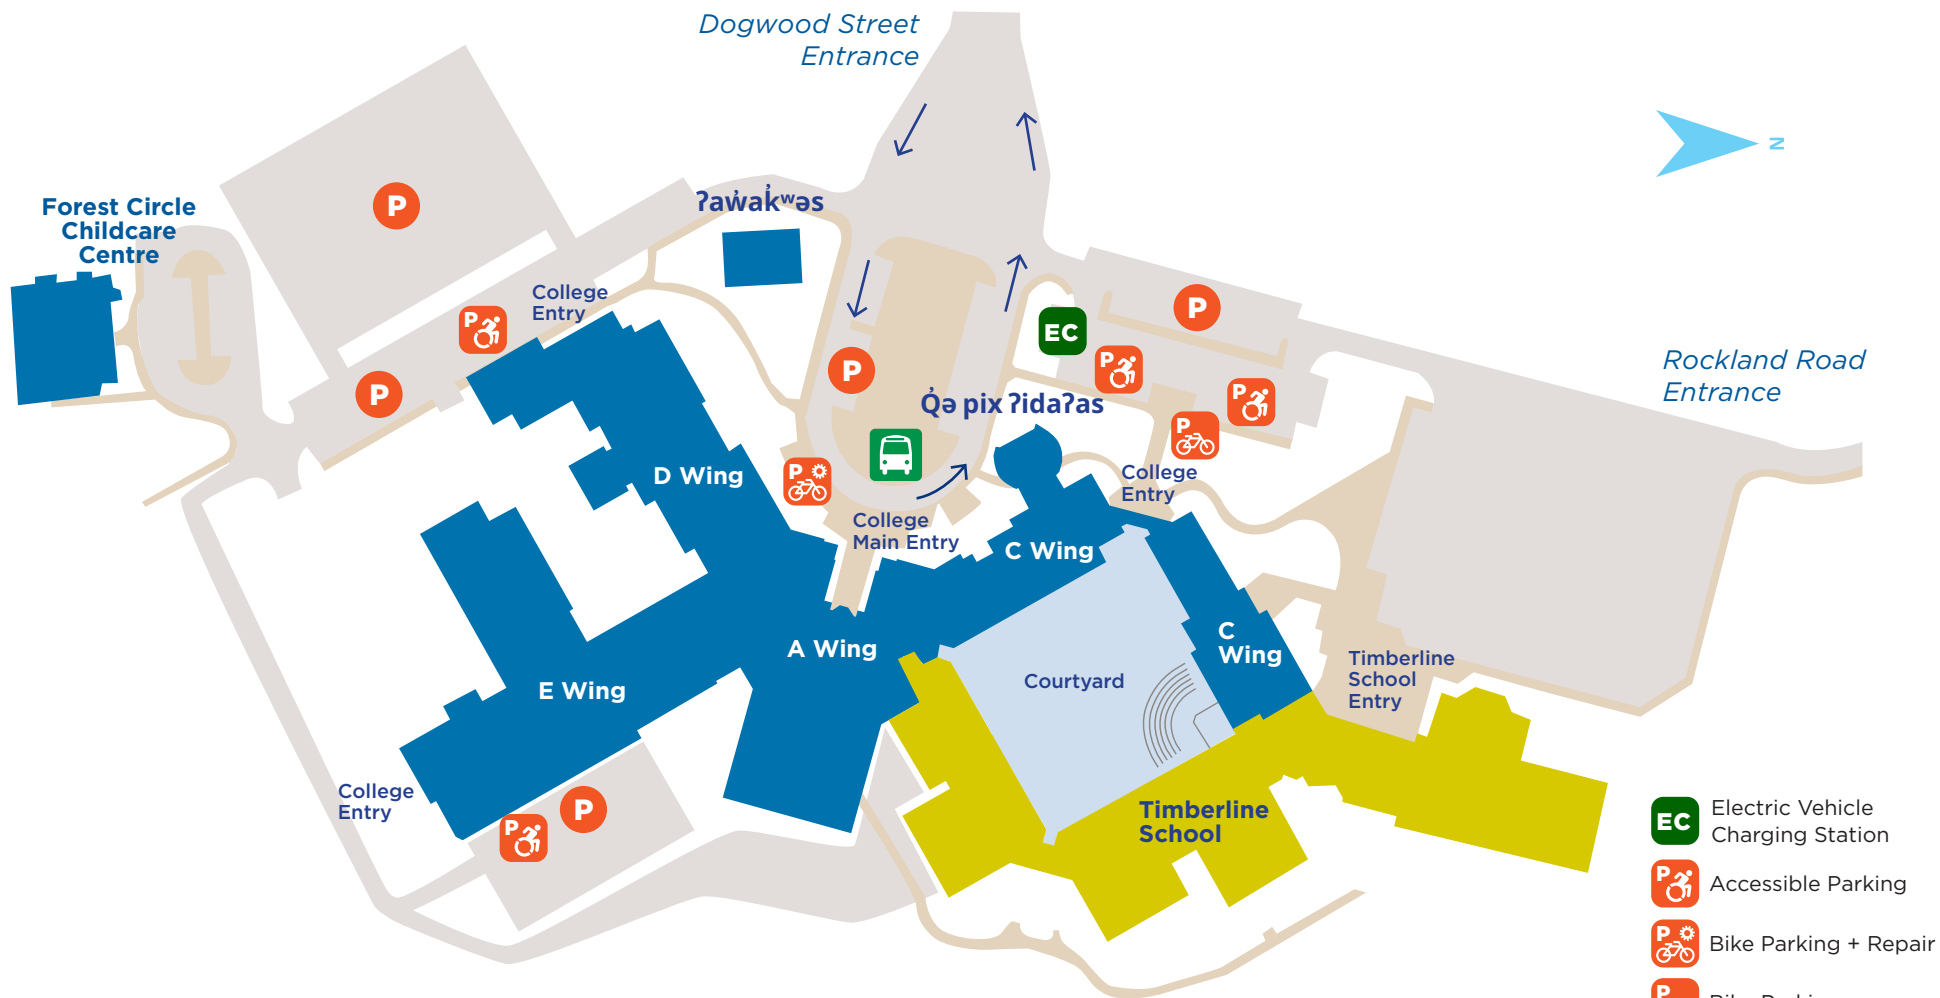 Dogwood Street
Entrance
N
Forest Circle
Childcare
Centre
P
ʔaw̓ak̓ʷəs
College
Entry
P
P
EC
P
P
Rockland Road
Entrance
P
P
Q̓ə pix ʔidaʔas
P
P
D Wing
P
College
Entry
College
Main Entry
C Wing
A Wing
C
Wing
E Wing
Courtyard
Timberline
School
Entry
College
Entry
P
P
Timberline
School
EC
Electric Vehicle
Charging Station
P
Accessible Parking
P
Bike Parking + Repair
P